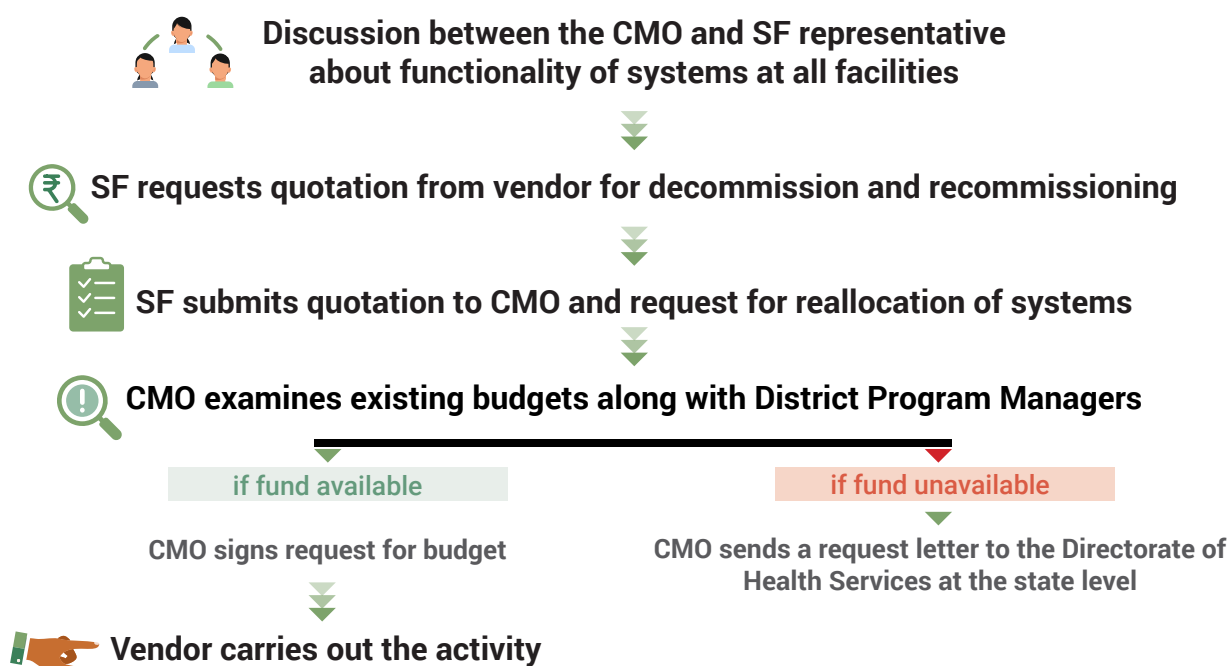 Discussion between the CMO and SF representative
about functionality of systems at all facilities
₹
SF requests quotation from vendor for decommission and recommissioning
SF submits quotation to CMO and request for reallocation of systems
!
CMO examines existing budgets along with District Program Managers
if fund available
if fund unavailable
CMO signs request for budget
CMO sends a request letter to the Directorate of
Health Services at the state level
Vendor carries out the activity